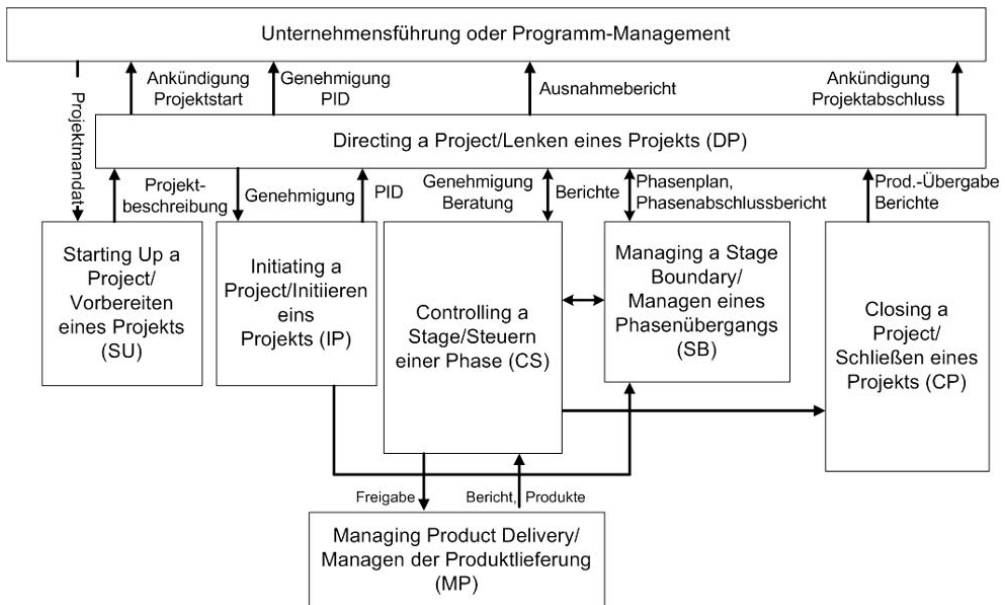 Unternehmensführung oder Programm-Management
Projektmandat
Ankündigung
Projektstart
Genehmigung
PID
Ausnahmebericht
Ankündigung
Projektabschluss
Directing a Project/Lenken eines Projekts (DP)
Projekt-
beschreibung
Genehmigung
PID
Genehmigung
Beratung
Berichte
Phasenplan,
Phasenabschlussbericht
Prod.-Übergabe
Berichte
Starting Up a
Project/
Vorbereiten
eines Projekts
(SU)
Initiating a
Project/Initiieren
eins
Projekts (IP)
Controlling a
Stage/Steuern
einer Phase (CS)
Managing a Stage
Boundary/
Managen eines
Phasenübergangs
(SB)
Closing a
Project/
Schließen eines
Projekts (CP)
Freigabe
Bericht, Produkte
Managing Product Delivery/
Managen der Produktlieferung
(MP)